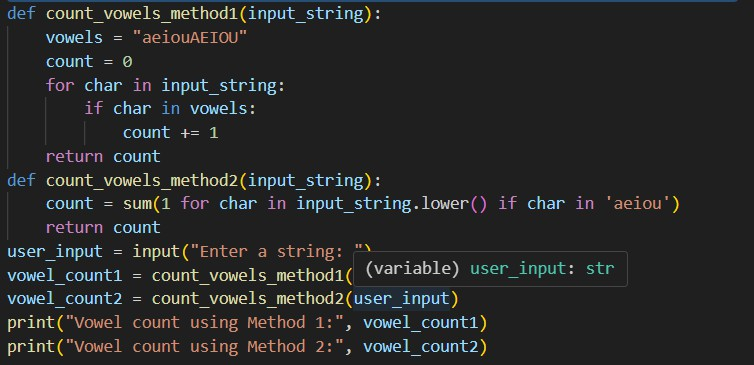 def count_vowels_method1(input_string):
    vowels = "aeiouAEIOU"
    count = 0
    for char in input_string:
        if char in vowels:
            count += 1
    return count
def count_vowels_method2(input_string):
    count = sum(1 for char in input_string.lower() if char in 'aeiou')
    return count
user_input = input("Enter a string: ")
vowel_count1 = count_vowels_method1(
(variable) user_input: str
vowel_count2 = count_vowels_method2(user_input)
print("Vowel count using Method 1:", vowel_count1)
print("Vowel count using Method 2:", vowel_count2)